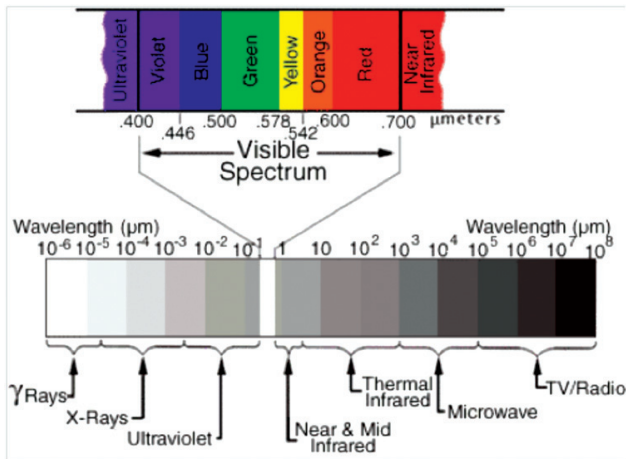 Ultraviolet Violet Blue Green Yellow Orange Red Near Infrared
.400 .500 .578 .600 .700 μmeters
.446 .542
Visible
Spectrum
Wavelength (μm) Wavelength (μm)
10-6 10-5 10-4 10-3 10-2 10-1 1 10 10² 10³ 10⁴ 10⁵ 10⁶ 10⁷ 10⁸
γ Rays
X-Rays
Ultraviolet
Near & Mid
Infrared
Thermal
Infrared
Microwave
TV/Radio